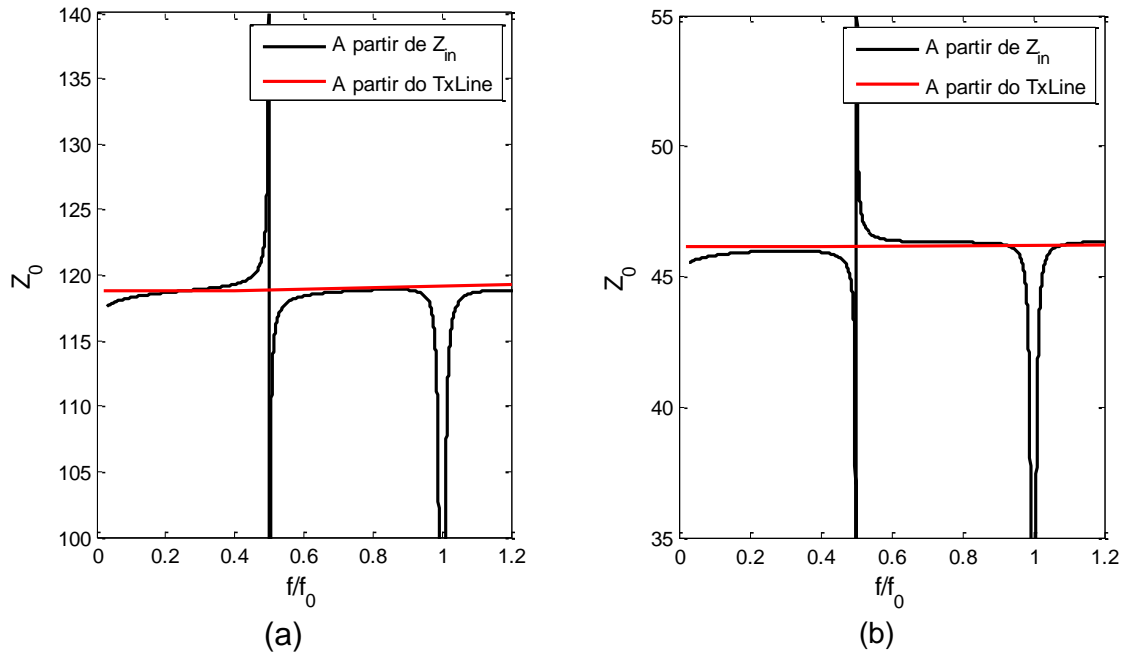 140
135
130
125
120
115
110
105
100
Z0
0 0.2 0.4 0.6 0.8 1 1.2
f/f0
A partir de Zin
A partir do TxLine
(a)
55
50
45
40
35
Z0
0 0.2 0.4 0.6 0.8 1 1.2
f/f0
A partir de Zin
A partir do TxLine
(b)